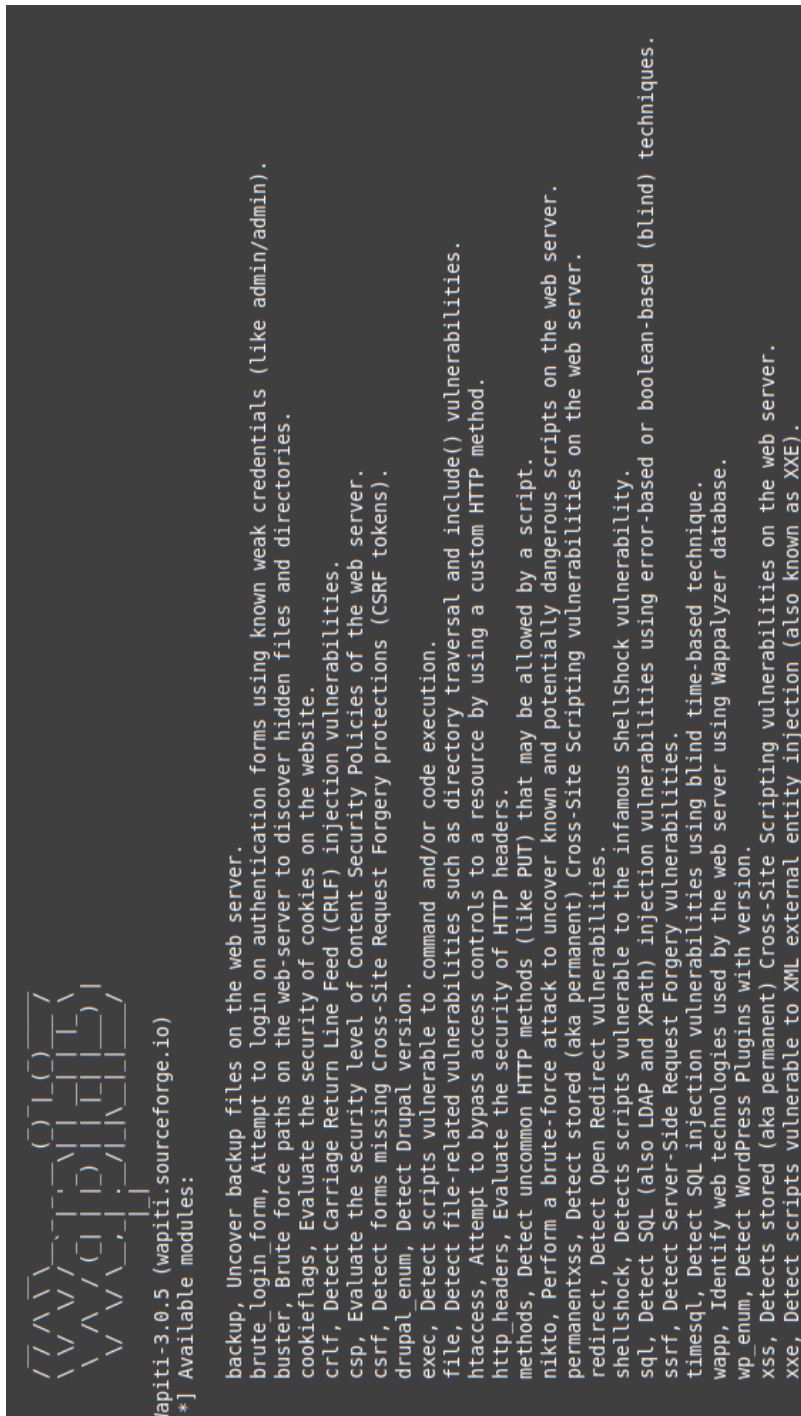 Wapiti-3.0.5 (wapiti.sourceforge.io)
*] Available modules:
backup, Uncover backup files on the web server.
brute_login_form, Attempt to login on authentication forms using known weak credentials (like admin/admin).
buster, Brute force paths on the web-server to discover hidden files and directories.
cookieflags, Evaluate the security of cookies on the website.
crlf, Detect Carriage Return Line Feed (CRLF) injection vulnerabilities.
csp, Evaluate the security level of Content Security Policies of the web server.
csrf, Detect forms missing Cross-Site Request Forgery protections (CSRF tokens).
drupal_enum, Detect Drupal version.
exec, Detect scripts vulnerable to command and/or code execution.
file, Detect file-related vulnerabilities such as directory traversal and include() vulnerabilities.
htaccess, Attempt to bypass access controls to a resource by using a custom HTTP method.
http_headers, Evaluate the security of HTTP headers.
methods, Detect uncommon HTTP methods (like PUT) that may be allowed by a script.
nikto, Perform a brute-force attack to uncover known and potentially dangerous scripts on the web server.
permanentxss, Detect stored (aka permanent) Cross-Site Scripting vulnerabilities on the web server.
redirect, Detect Open Redirect vulnerabilities.
shellshock, Detects scripts vulnerable to the infamous ShellShock vulnerability.
sql, Detect SQL (also LDAP and XPath) injection vulnerabilities using error-based or boolean-based (blind) techniques.
ssrf, Detect Server-Side Request Forgery vulnerabilities.
timesql, Detect SQL injection vulnerabilities using blind time-based technique.
wapp, Identify web technologies used by the web server using Wappalyzer database.
wp_enum, Detect WordPress Plugins with version.
xss, Detects stored (aka permanent) Cross-Site Scripting vulnerabilities on the web server.
xxe, Detect scripts vulnerable to XML external entity injection (also known as XXE).